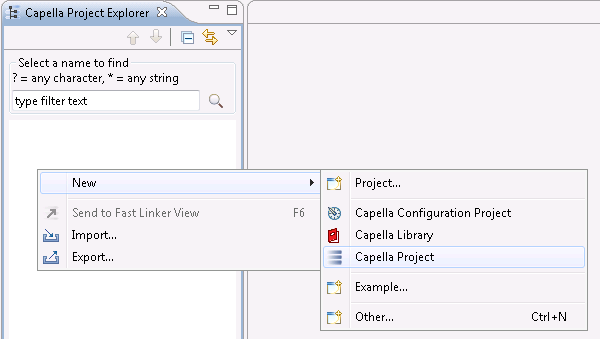 Capella Project Explorer
Select a name to find
? = any character, * = any string
type filter text
New
Send to Fast Linker View F6
Import...
Export...
Project...
Capella Configuration Project
Capella Library
Capella Project
Example...
Other... Ctrl+N